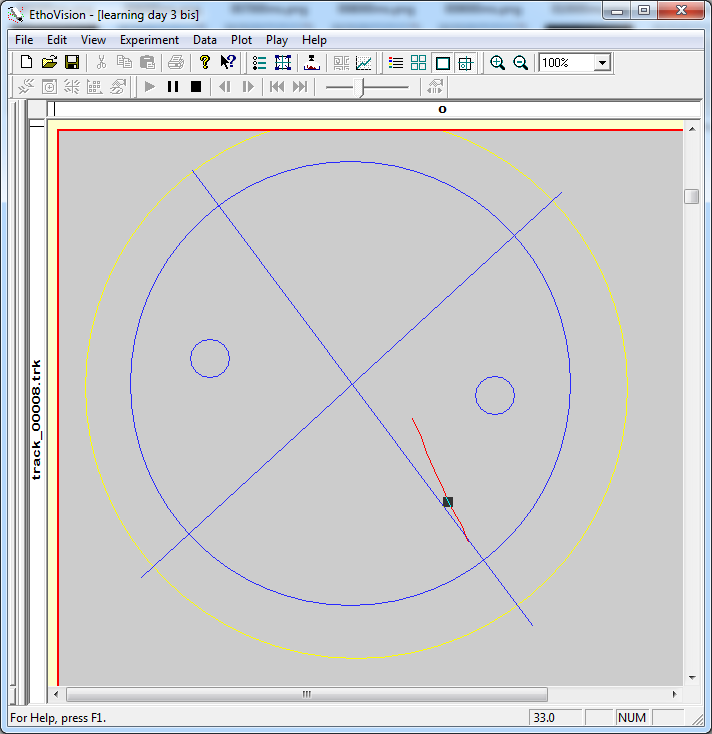 EthoVision - [learning day 3 bis]
File Edit View Experiment Data Plot Play Help
100%
0
track_00008.trk
For Help, press F1.
33.0
NUM